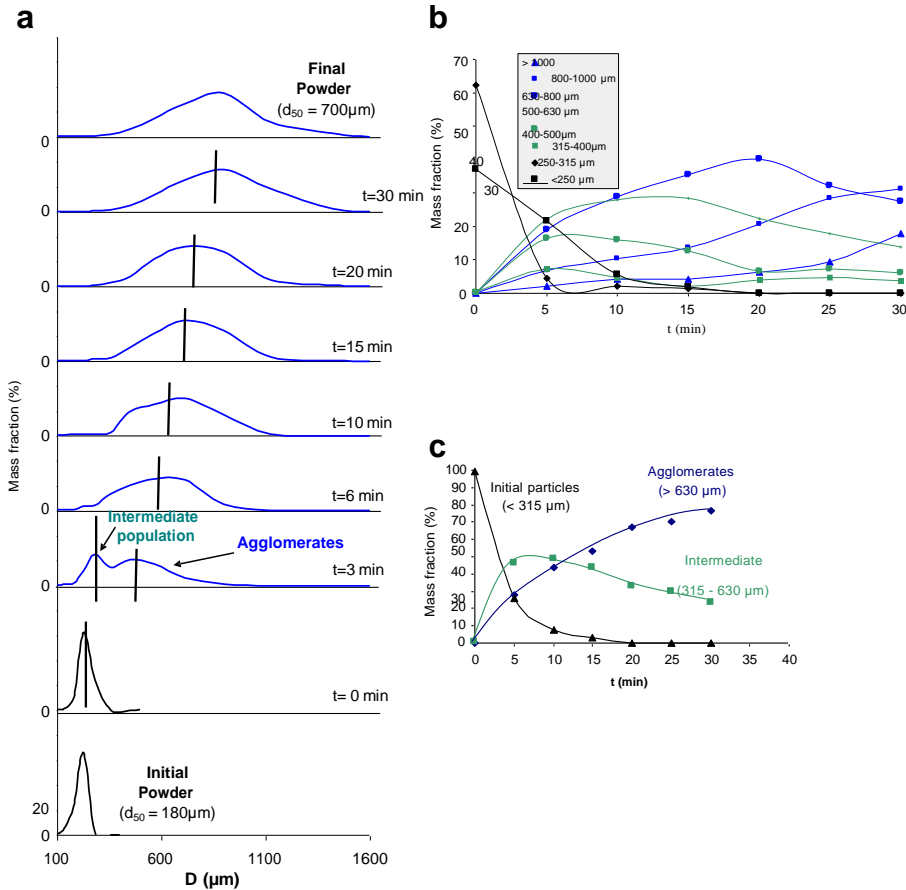 a
Final
Powder
(d50 = 700µm)
0
t=30 min
0
t=20 min
0
t=15 min
0
t=10 min
0
t=6 min
0
Intermediate
population
Agglomerates
t=3 min
0
t= 0 min
0
Initial
Powder
(d50 = 180µm)
20
0
100
600
1100
1600
D (µm)
Mass fraction (%)
b
70
60
50
40
30
20
10
0
Mass fraction (%)
800-1000 µm
630-800 µm
500-630 µm
400-500µm
315-400µm
250-315 µm
<250 µm
0
5
10
15
20
25
30
t (min)
c
100
90
80
70
60
50
40
30
20
10
0
Mass fraction (%)
Initial particles
(< 315 µm)
Agglomerates
(> 630 µm)
Intermediate
(315 - 630 µm)
0
5
10
15
20
25
30
35
40
t (min)